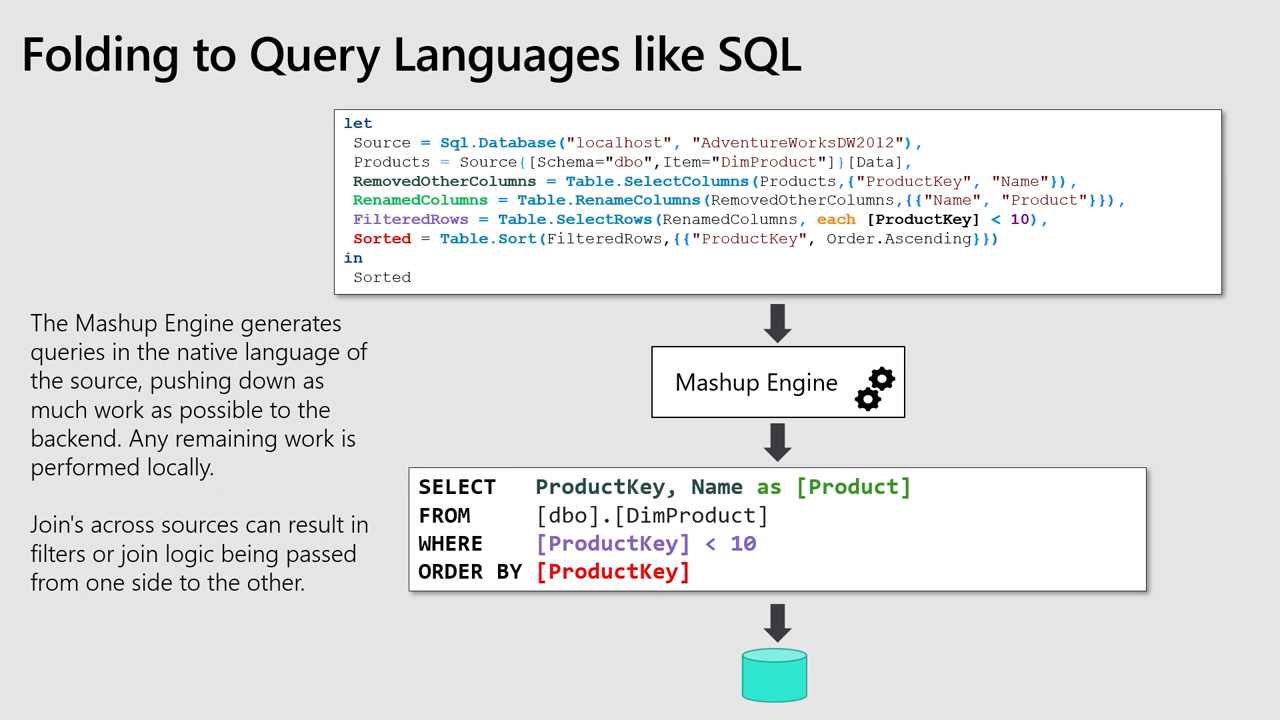 Folding to Query Languages like SQL
let
Source = Sql.Database("localhost", "AdventureWorksDW2012"),
Products = Source{[Schema="dbo",Item="DimProduct"]}[Data],
RemovedOtherColumns = Table.SelectColumns(Products,{"ProductKey", "Name"}),
RenamedColumns = Table.RenameColumns(RemovedOtherColumns,{{"Name", "Product"}}),
FilteredRows = Table.SelectRows(RenamedColumns, each [ProductKey] < 10),
Sorted = Table.Sort(FilteredRows,{{"ProductKey", Order.Ascending}})
in
Sorted
The Mashup Engine generates
queries in the native language of
the source, pushing down as
much work as possible to the
backend. Any remaining work is
performed locally.
Join's across sources can result in
filters or join logic being passed
from one side to the other.
Mashup Engine
SELECT ProductKey, Name as [Product]
FROM [dbo].[DimProduct]
WHERE [ProductKey] < 10
ORDER BY [ProductKey]